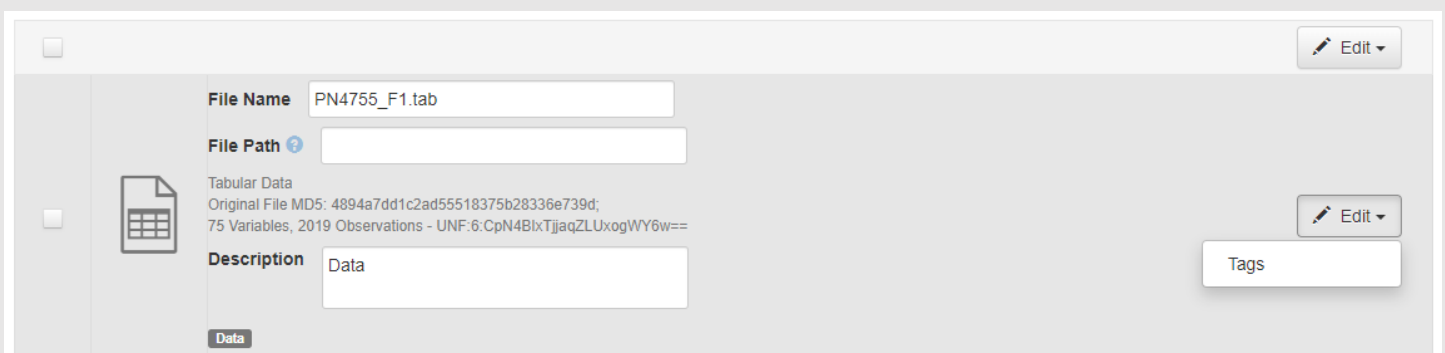 Edit
File Name PN4755_F1.tab
File Path ?
Tabular Data
Original File MD5: 4894a7dd1c2ad55518375b28336e739d;
75 Variables, 2019 Observations - UNF:6:CpN4BIxTjjaqZLUxogWY6w==
Edit
Tags
Description Data
Data